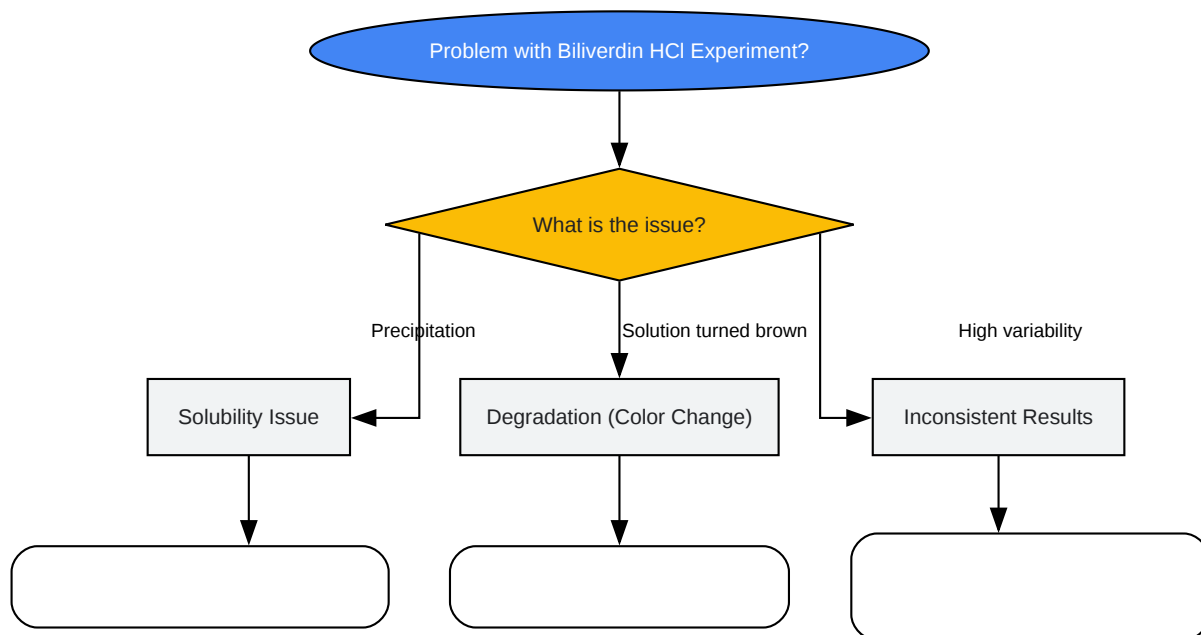 Problem with Biliverdin HCl Experiment?
What is the issue?
Precipitation
Solution turned brown
High variability
Solubility Issue
Degradation (Color Change)
Inconsistent Results